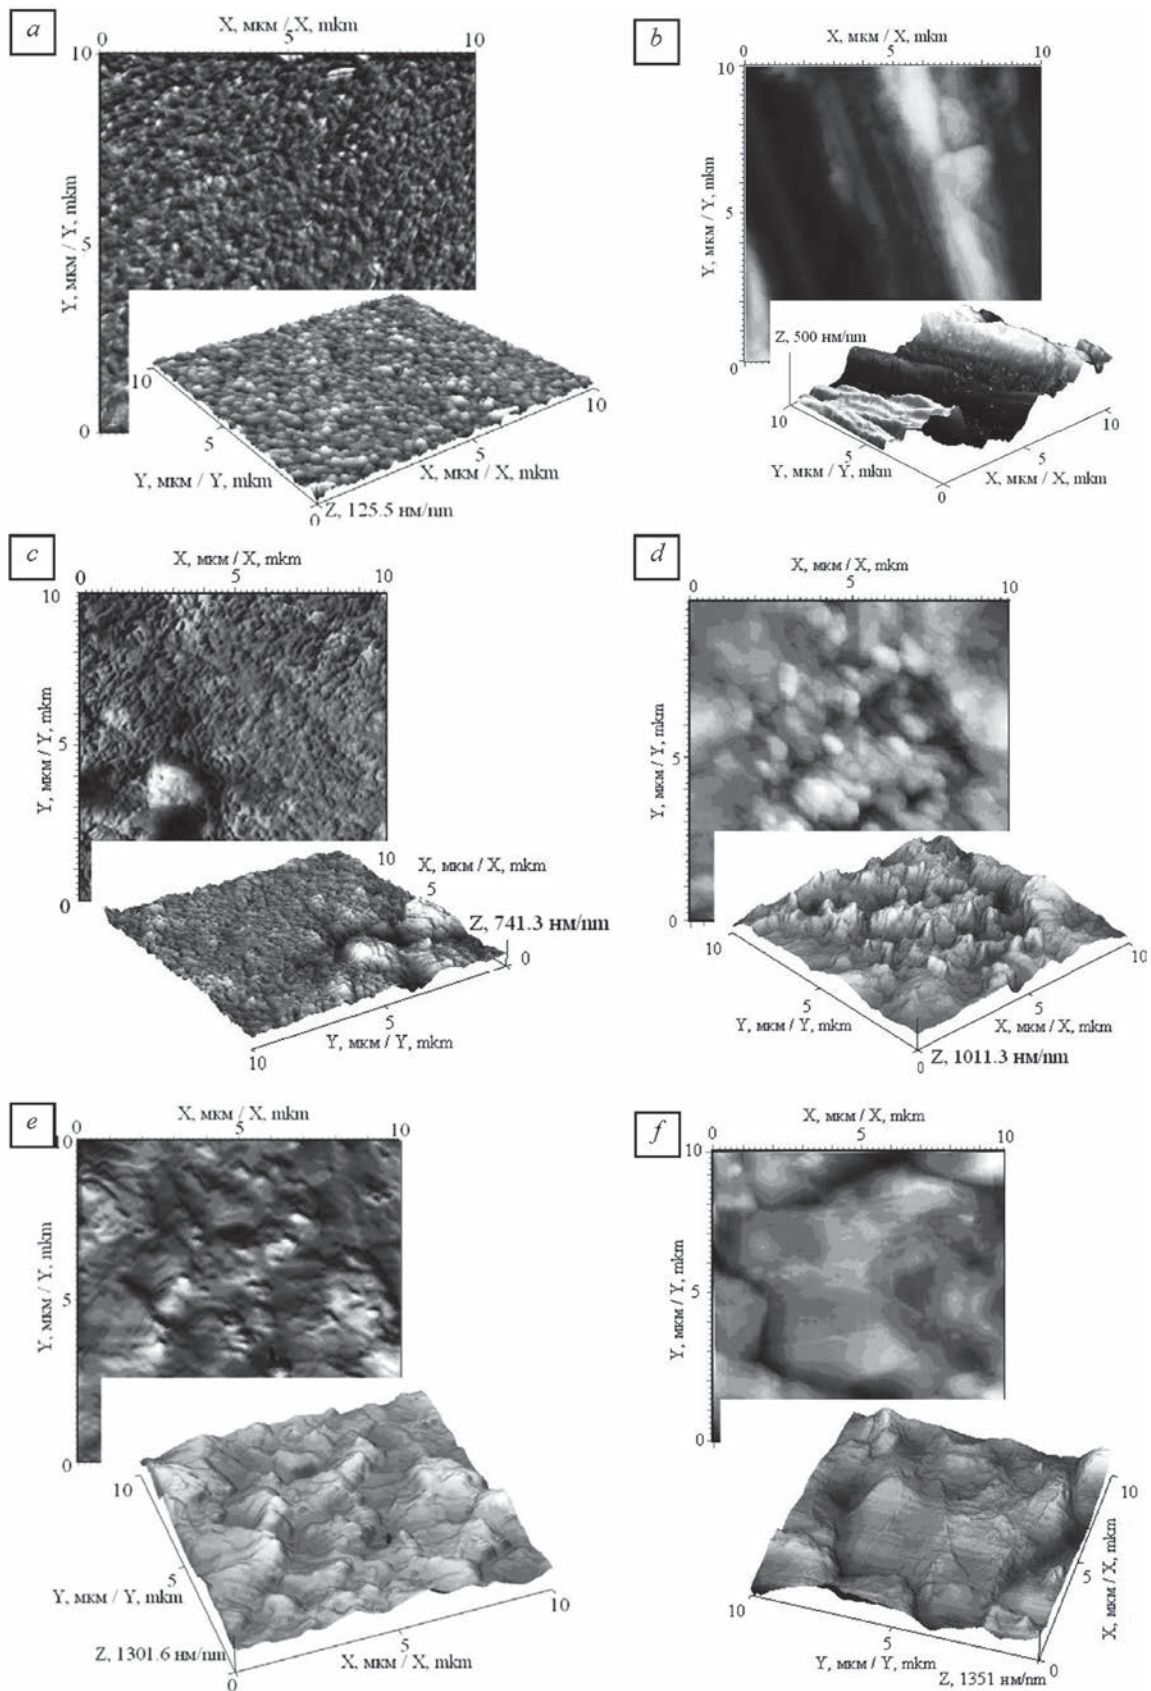 a
X, мкм / X, mkm
0
5
10
10
Y, мкм / Y, mkm
5
0
10
5
Y, мкм / Y, mkm
10
5
X, мкм / X, mkm
Z, 125.5 нм/nm
0
b
X, мкм / X, mkm
0
5
10
10
Y, мкм / Y, mkm
5
0
Z, 500 нм/nm
10
5
Y, мкм / Y, mkm
10
5
X, мкм / X, mkm
0
c
X, мкм / X, mkm
0
5
10
10
Y, мкм / Y, mkm
5
0
10
X, мкм / X, mkm
5
Z, 741.3 нм/nm
0
5
Y, мкм / Y, mkm
10
d
X, мкм / X, mkm
0
5
10
Y, мкм / Y, mkm
5
0
10
10
5
Y, мкм / Y, mkm
5
X, мкм / X, mkm
0
Z, 1011.3 нм/nm
e
X, мкм / X, mkm
0
5
10
10
Y, мкм / Y, mkm
5
0
10
5
Y, мкм / Y, mkm
10
5
X, мкм / X, mkm
Z, 1301.6 нм/nm
0
f
X, мкм / X, mkm
0
5
10
10
Y, мкм / Y, mkm
5
0
10
X, мкм / X, mkm
5
10
5
Y, мкм / Y, mkm
0
Z, 1351 нм/nm